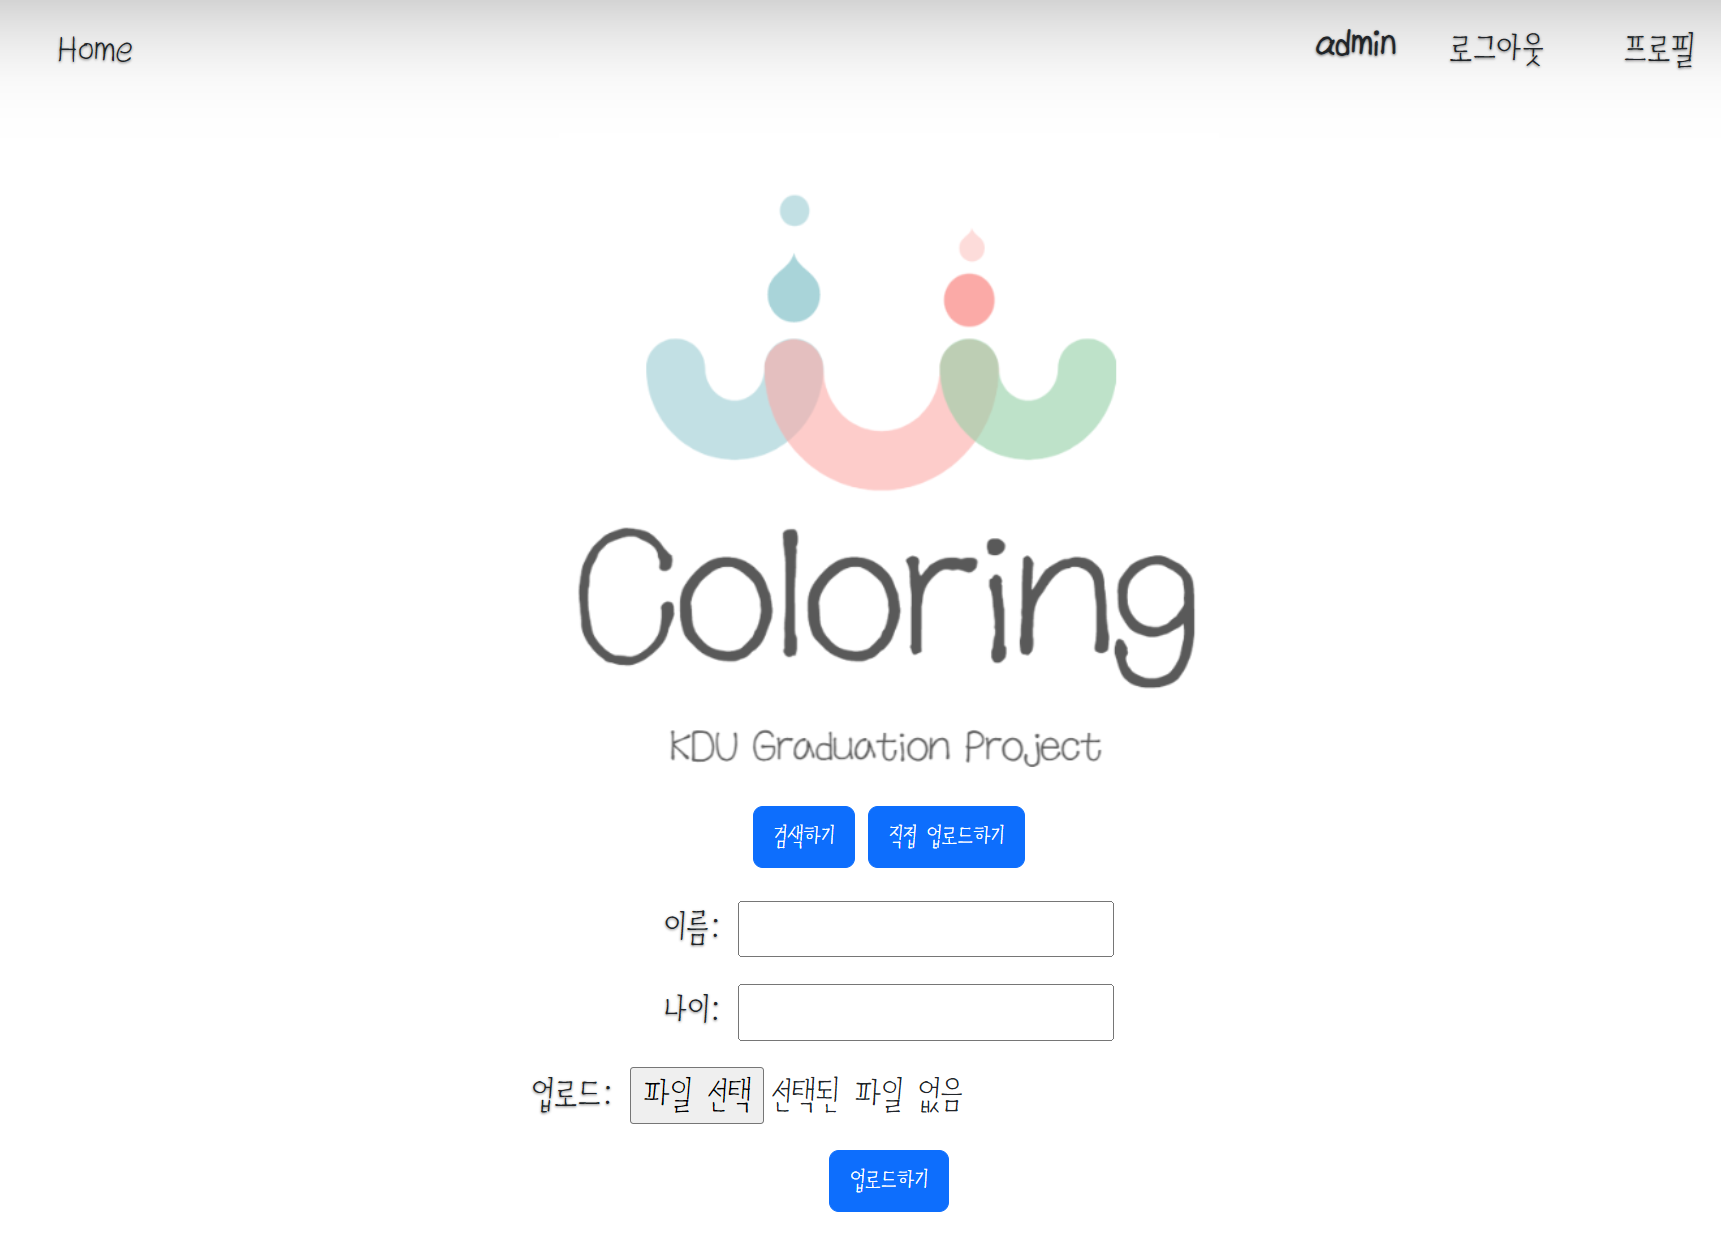 Home admin 로그아웃 프로필
Coloring
KDU Graduation Project
검색하기 직접 업로드하기
이름:
나이:
업로드: 파일 선택 선택된 파일 없음
업로드하기